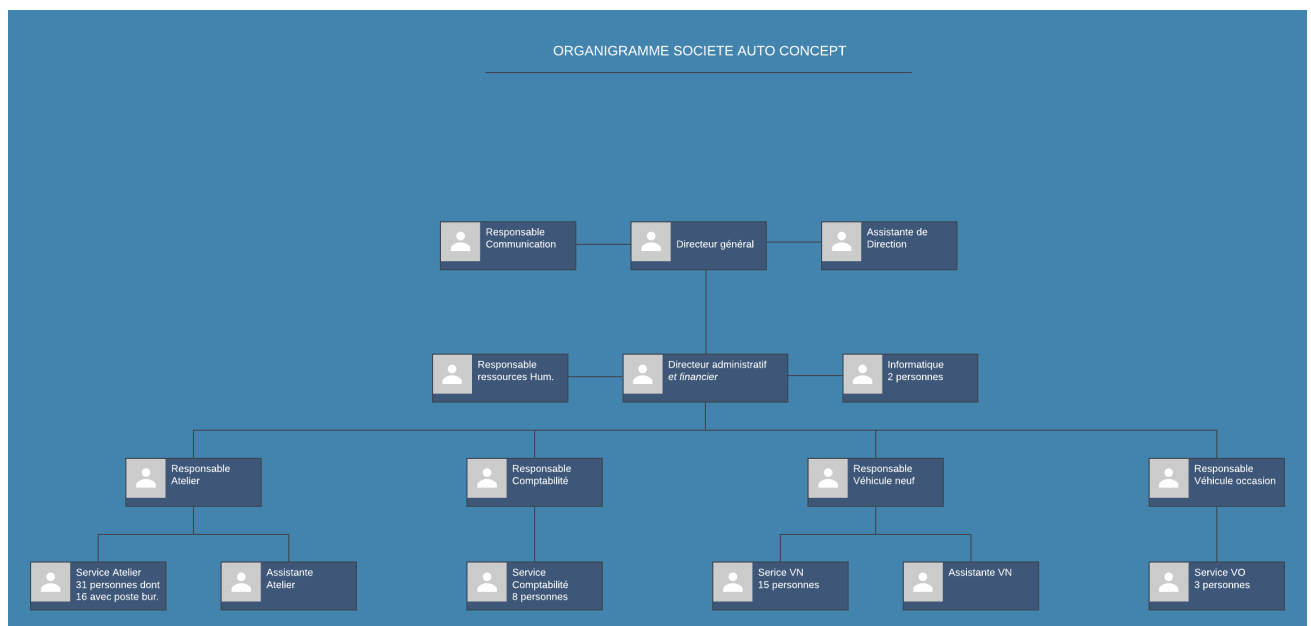 ORGANIGRAMME SOCIETE AUTO CONCEPT
Responsable
Communication
Directeur général
Assistante de
Direction
Responsable
ressources Hum.
Directeur administratif
et financier
Informatique
2 personnes
Responsable
Atelier
Responsable
Comptabilité
Responsable
Véhicule neuf
Responsable
Véhicule occasion
Service Atelier
31 personnes dont
16 avec poste bur.
Assistante
Atelier
Service
Comptabilité
8 personnes
Serice VN
15 personnes
Assistante VN
Service VO
3 personnes